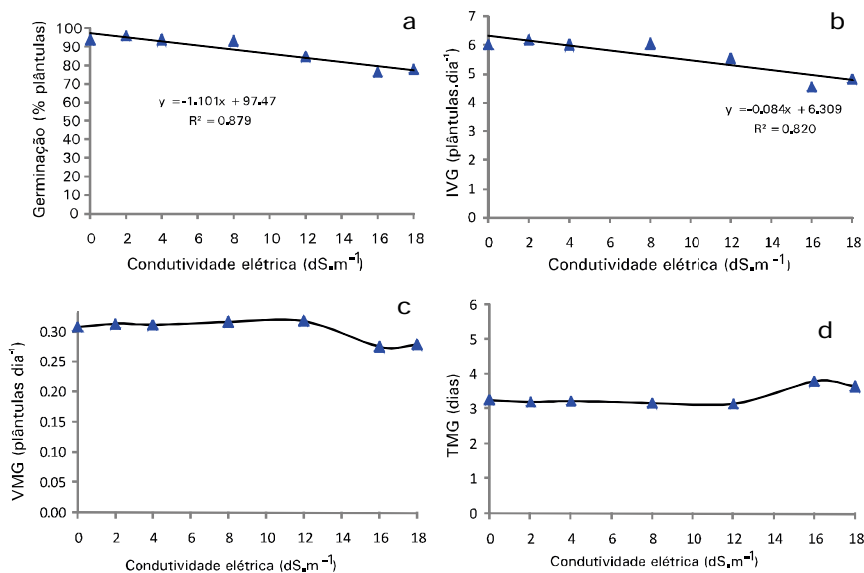 a
Germinação (% plântulas)
100
90
80
70
60
50
40
30
20
10
0
y =-1.101x + 97.47
R² = 0.879
0 2 4 6 8 10 12 14 16 18
Condutividade elétrica (dS.m⁻¹)
b
IVG (plântulas.dia⁻¹)
7
6
5
4
3
2
1
0
y =-0.084x + 6.309
R² = 0.820
0 2 4 6 8 10 12 14 16 18
Condutividade elétrica (dS.m⁻¹)
c
VMG (plântulas dia⁻¹)
0.30
0.25
0.20
0.15
0.10
0.05
0.00
0 2 4 6 8 10 12 14 16 18
Condutividade elétrica (dS.m⁻¹)
d
TMG (dias)
6
5
4
3
2
1
0
0 2 4 6 8 10 12 14 16 18
Condutividade elétrica (dS.m⁻¹)